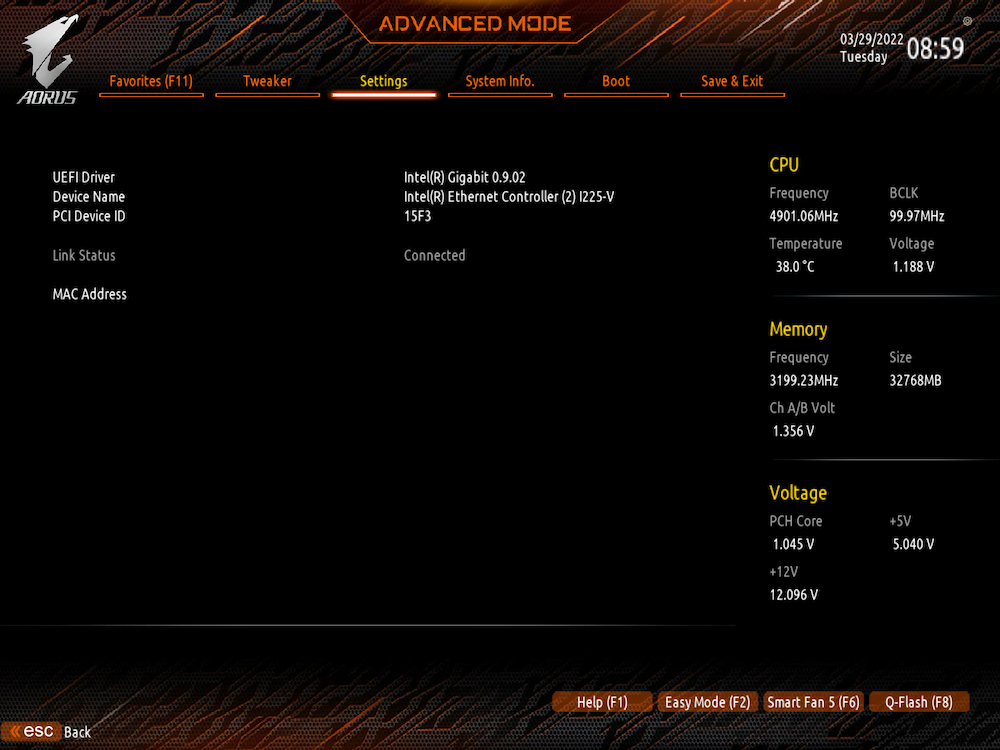 ADVANCED MODE
AORUS
03/29/2022 08:59
Tuesday
Favorites (F11) Tweaker Settings System Info. Boot Save & Exit
UEFI Driver Intel(R) Gigabit 0.9.02
Device Name Intel(R) Ethernet Controller (2) I225-V
PCI Device ID 15F3
Link Status Connected
MAC Address
CPU
Frequency BCLK
4901.06MHz 99.97MHz
Temperature Voltage
38.0 °C 1.188 V
Memory
Frequency Size
3199.23MHz 32768MB
Ch A/B Volt
1.356 V
Voltage
PCH Core +5V
1.045 V 5.040 V
+12V
12.096 V
Help (F1) Easy Mode (F2) Smart Fan 5 (F6) Q-Flash (F8)
esc Back